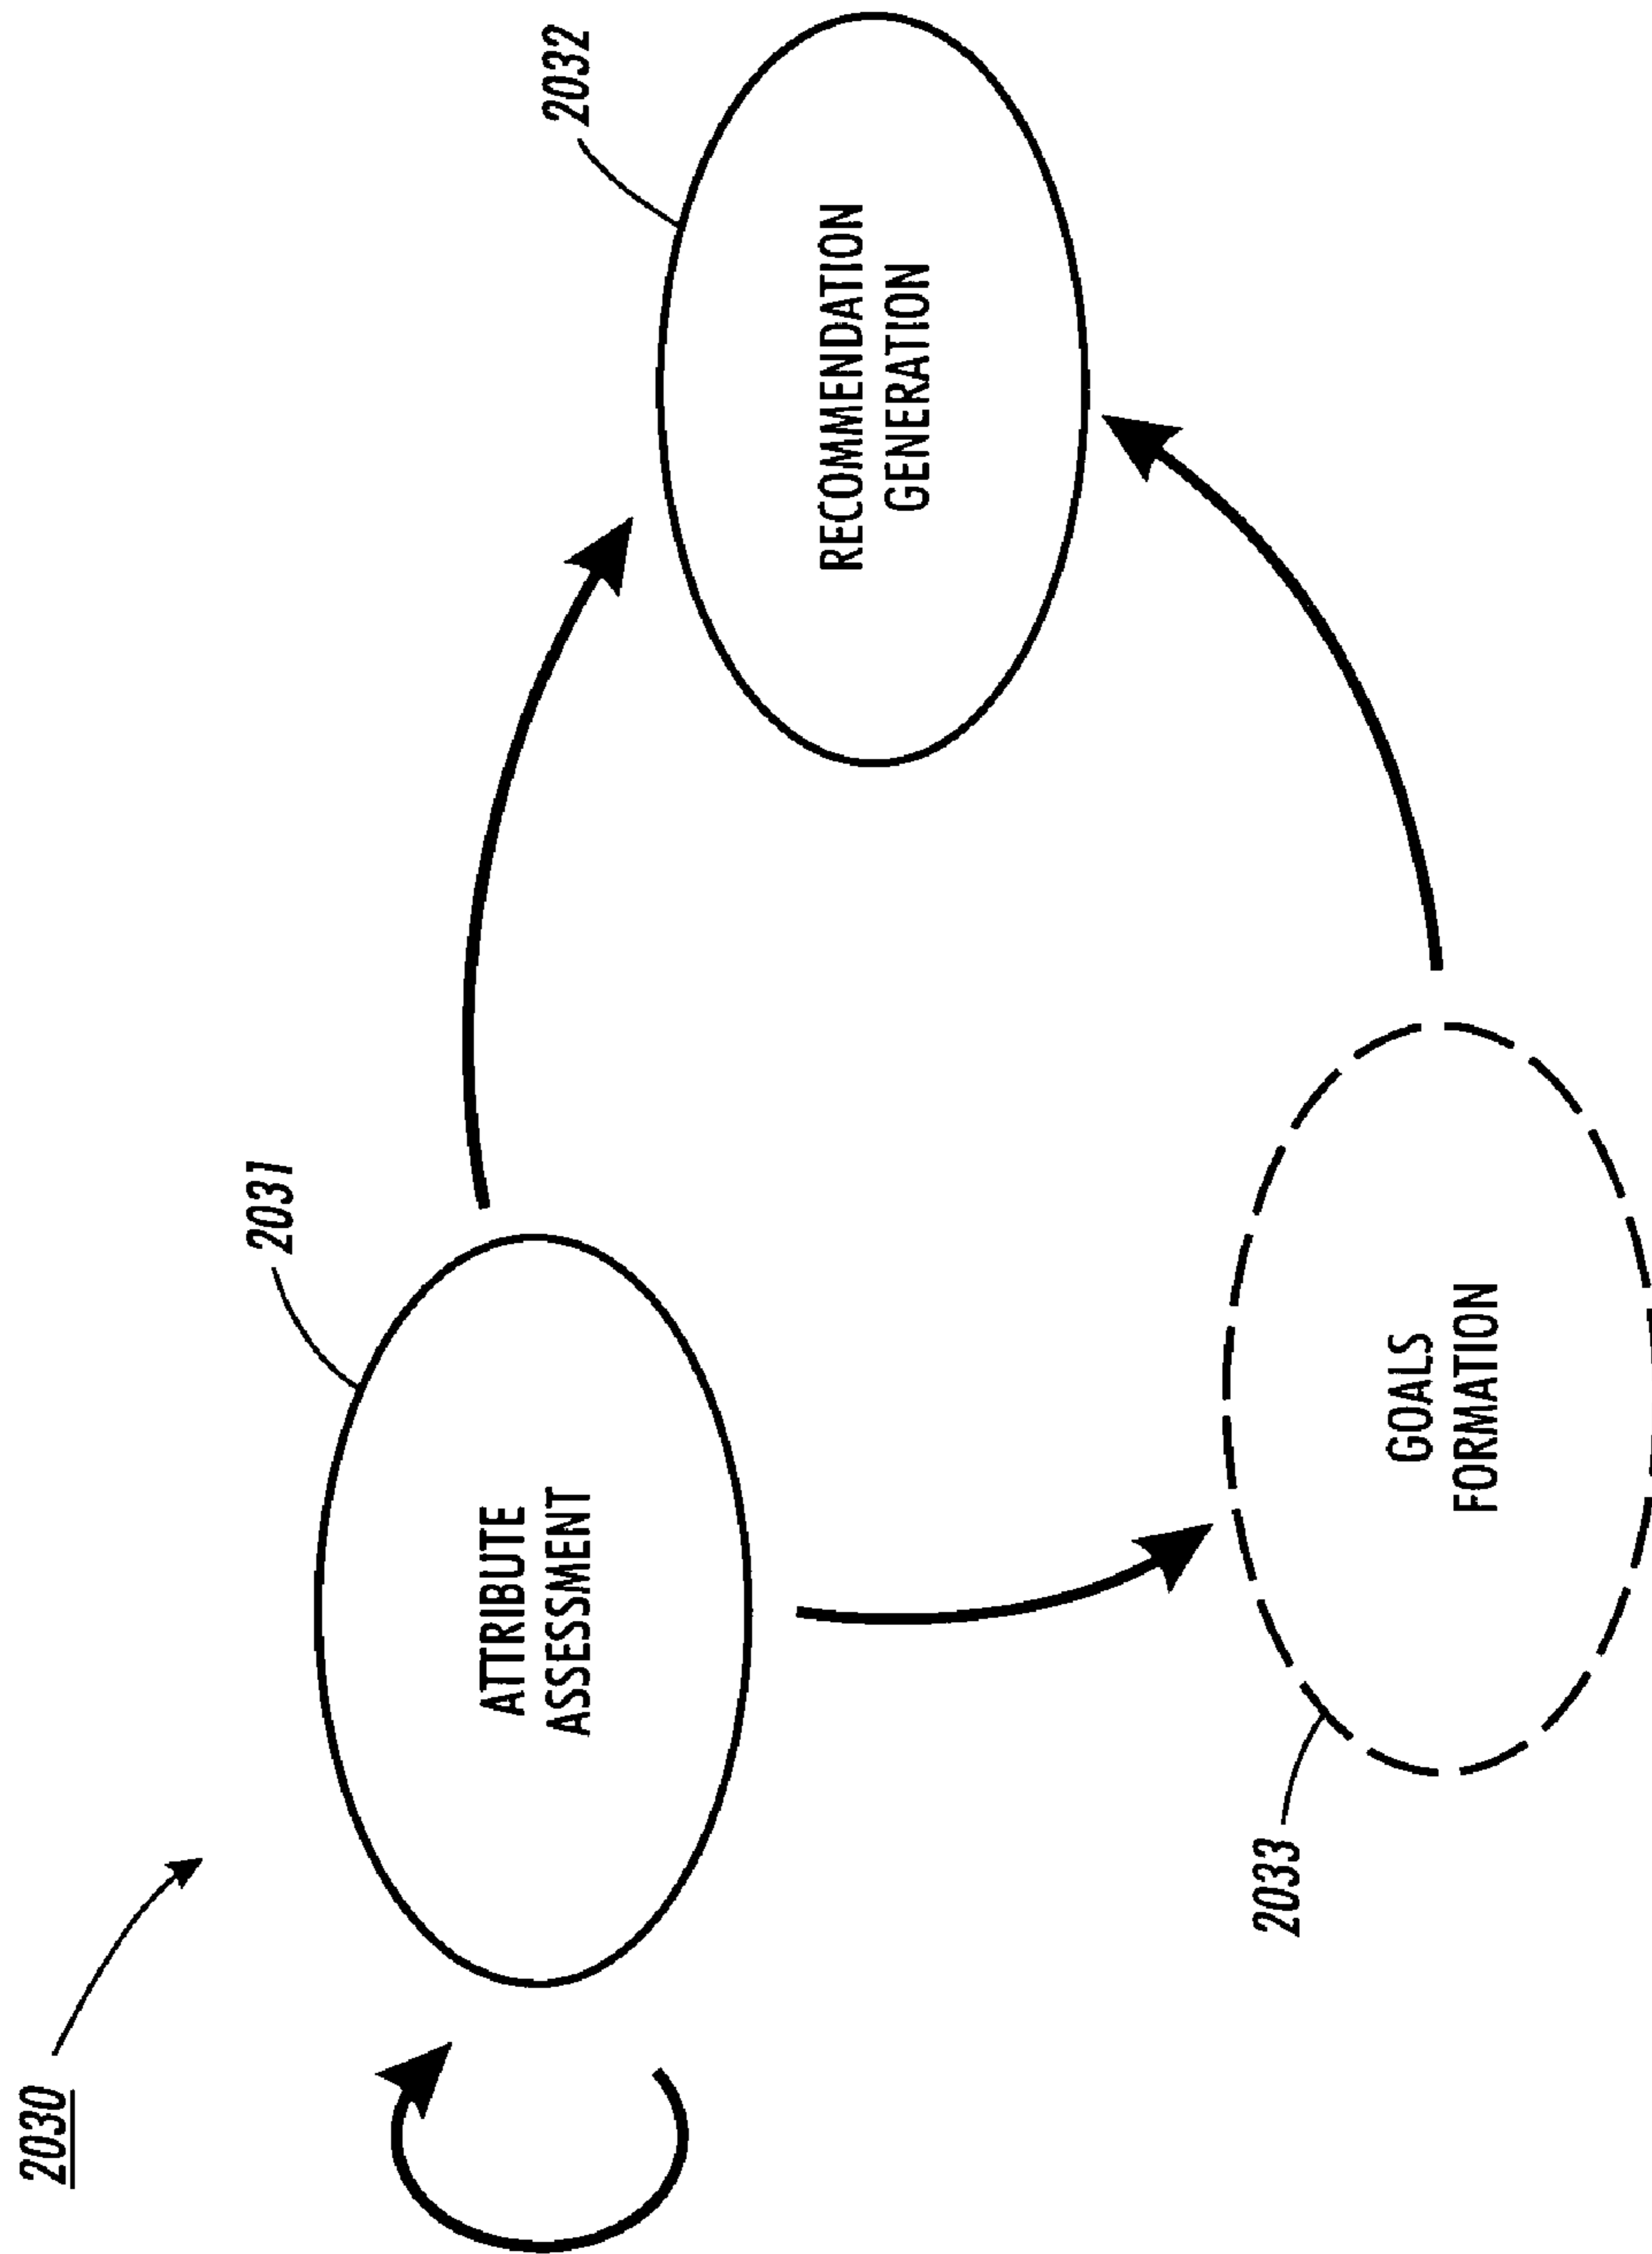 2030
2031
2032
ATTRIBUTE
ASSESSMENT
RECOMMENDATION
GENERATION
2033
GOALS
FORMATION